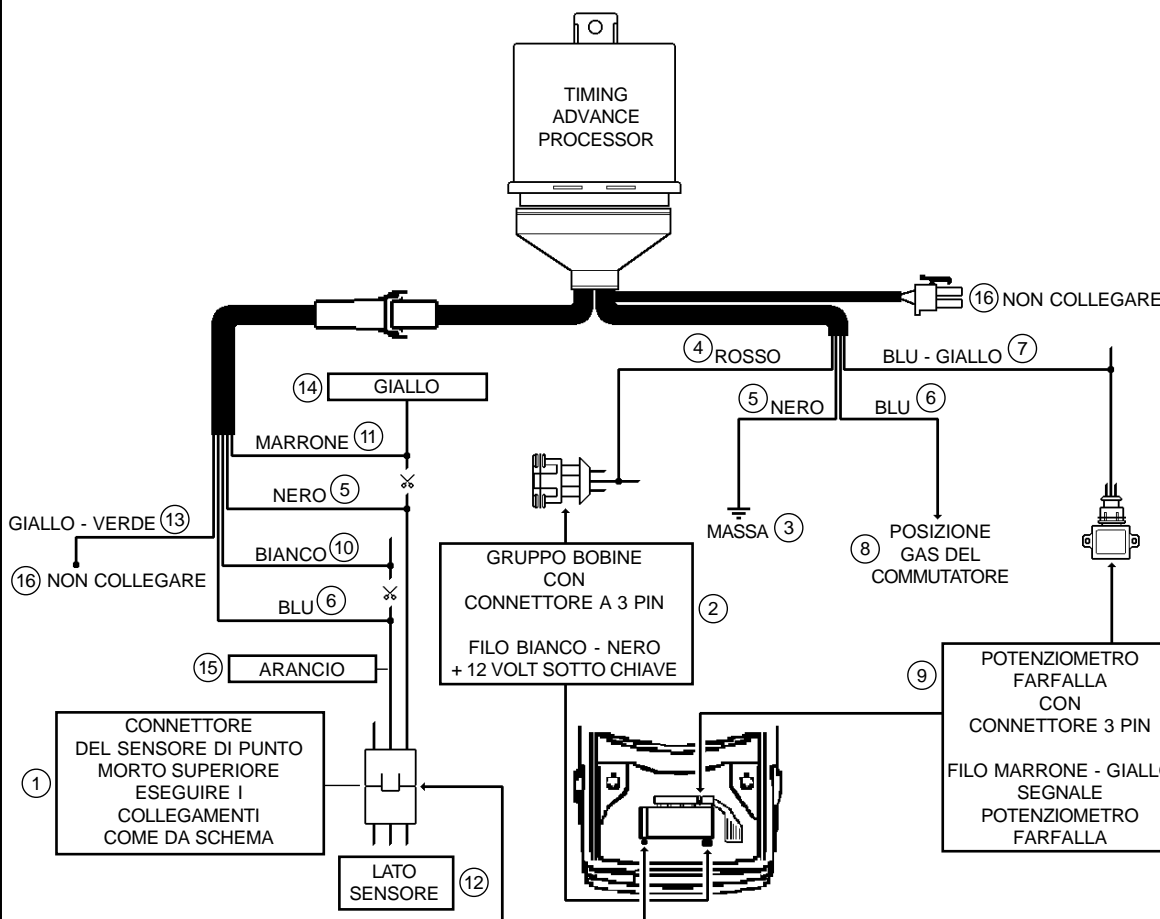 TIMING
ADVANCE
PROCESSOR
16 NON COLLEGARE
4 ROSSO
BLU - GIALLO 7
14 GIALLO
5 NERO
BLU 6
MARRONE 11
NERO 5
GIALLO - VERDE 13
MASSA 3
8 POSIZIONE
GAS DEL
COMMUTATORE
BIANCO 10
16 NON COLLEGARE
BLU 6
GRUPPO BOBINE
CON
CONNETTORE A 3 PIN
FILO BIANCO - NERO
+ 12 VOLT SOTTO CHIAVE
2
15 ARANCIO
9
POTENZIOMETRO
FARFALLA
CON
CONNETTORE 3 PIN
FILO MARRONE - GIALLO
SEGNALE
POTENZIOMETRO
FARFALLA
1
CONNETTORE
DEL SENSORE DI PUNTO
MORTO SUPERIORE
ESEGUIRE I
COLLEGAMENTI
COME DA SCHEMA
LATO
SENSORE
12